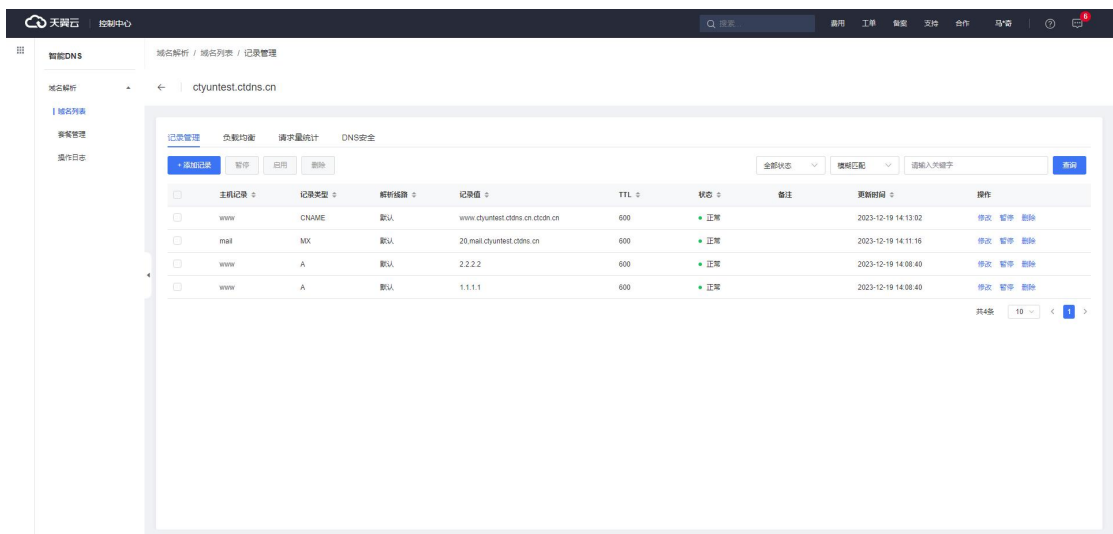 天翼云 控制中心 搜索 费用 工单 备案 支持 合作 马*奇 6
智能DNS 域名解析 / 域名列表 / 记录管理
域名解析 ← ctyuntest.ctdns.cn
域名列表
套餐管理 记录管理 负载均衡 请求量统计 DNS安全
操作日志 + 添加记录 暂停 启用 删除 全部状态 模糊匹配 请输入关键字 查询
主机记录 记录类型 解析线路 记录值 TTL 状态 备注 更新时间 操作
www CNAME 默认 www.ctyuntest.ctdns.cn.ctcdn.cn 600 正常 2023-12-19 14:13:02 修改 暂停 删除
mail MX 默认 20,mail.ctyuntest.ctdns.cn 600 正常 2023-12-19 14:11:16 修改 暂停 删除
www A 默认 2.2.2.2 600 正常 2023-12-19 14:08:40 修改 暂停 删除
www A 默认 1.1.1.1 600 正常 2023-12-19 14:08:40 修改 暂停 删除
共4条 10 1